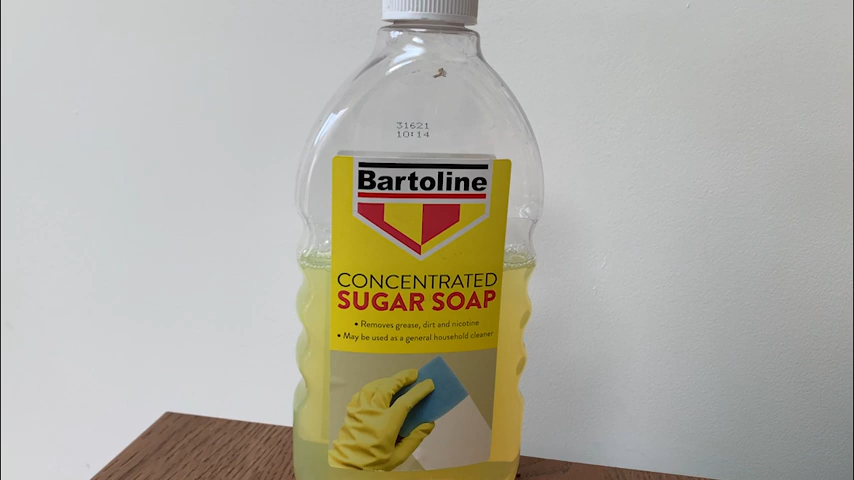 31621
10:14
Bartoline
CONCENTRATED
SUGAR SOAP
• Removes grease, dirt and nicotine
• May be used as a general household cleaner